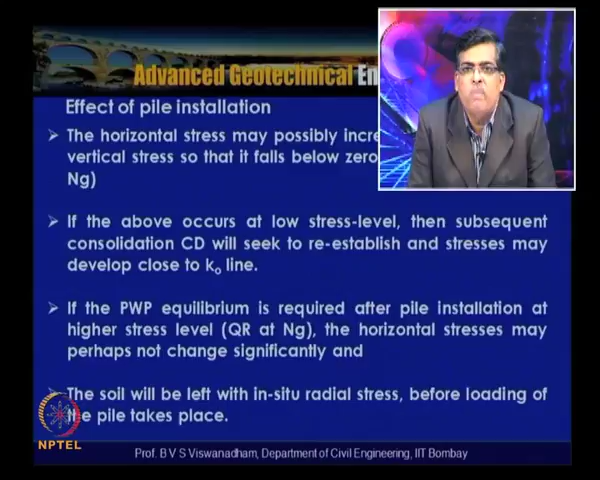 Advanced Geotechnical En
Effect of pile installation
The horizontal stress may possibly incre
vertical stress so that it falls below zero
Ng)
If the above occurs at low stress-level, then subsequent
consolidation CD will seek to re-establish and stresses may
develop close to ko line.
If the PWP equilibrium is required after pile installation at
higher stress level (QR at Ng), the horizontal stresses may
perhaps not change significantly and
The soil will be left with in-situ radial stress, before loading of
the pile takes place.
NPTEL
Prof. B V S Viswanadham, Department of Civil Engineering, IIT Bombay